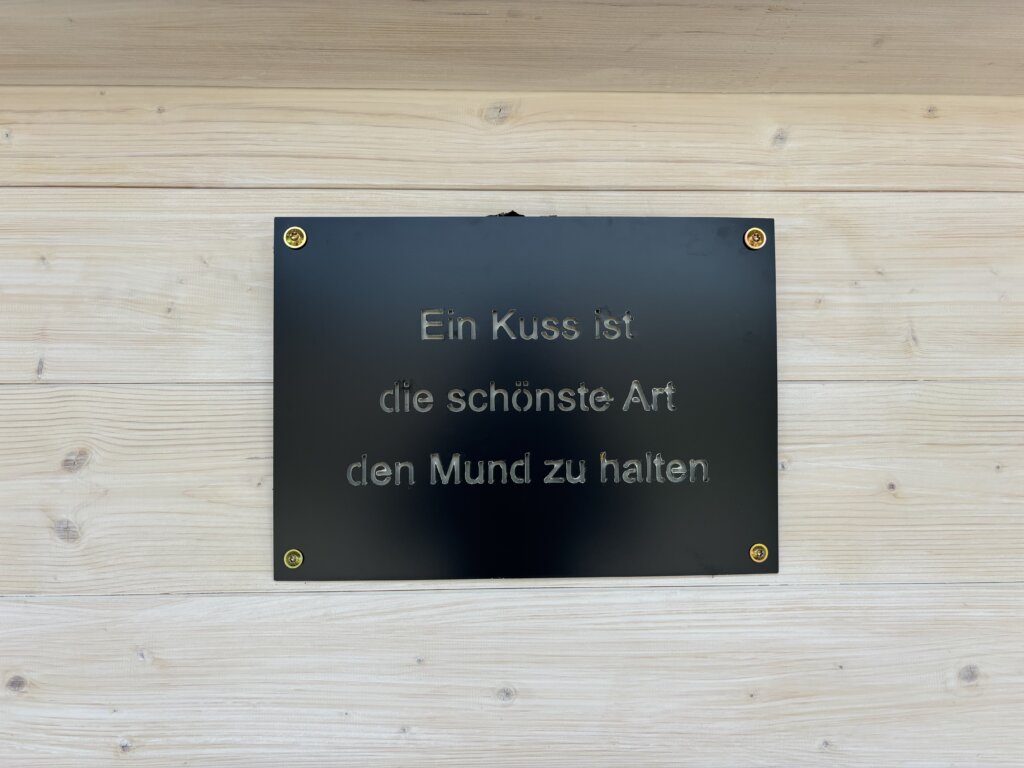 Ein Kuss ist
die schönste Art
den Mund zu halten